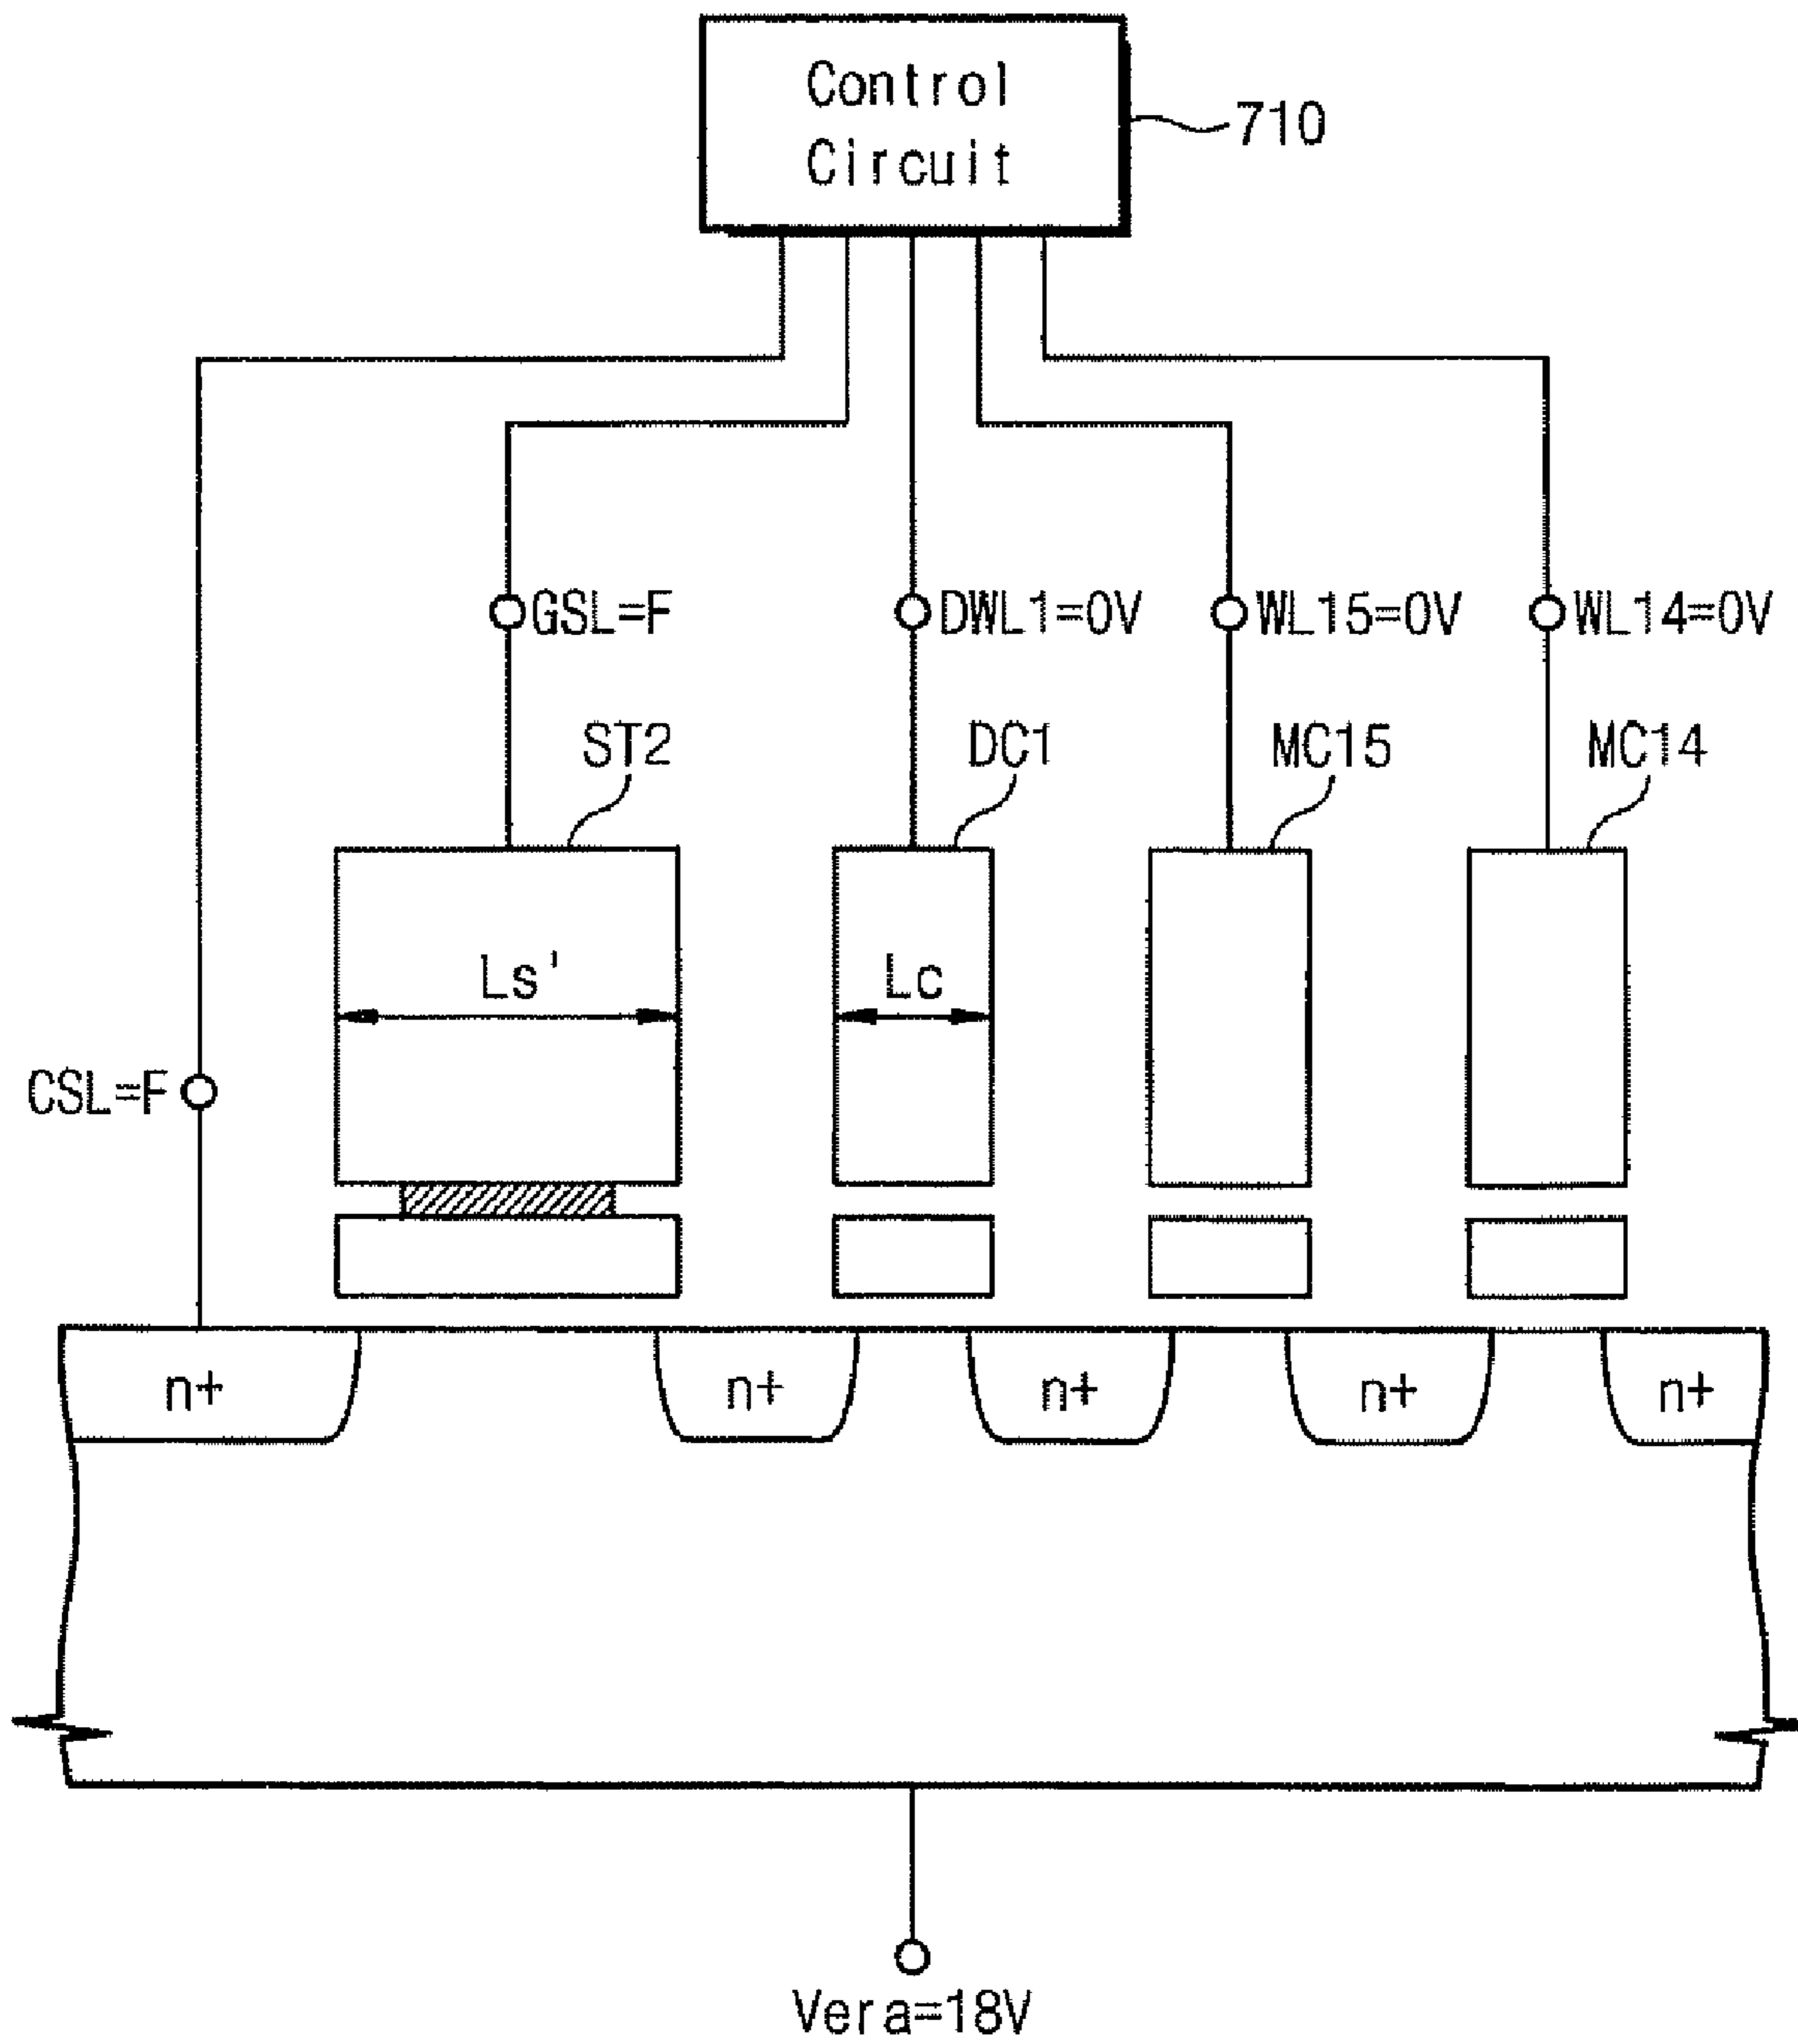 Control
Circuit
710
GSL=F
DWL1=0V
WL15=0V
WL14=0V
ST2
DC1
MC15
MC14
Ls'
Lc
CSL=F
n+
n+
n+
n+
n+
Vera=18V